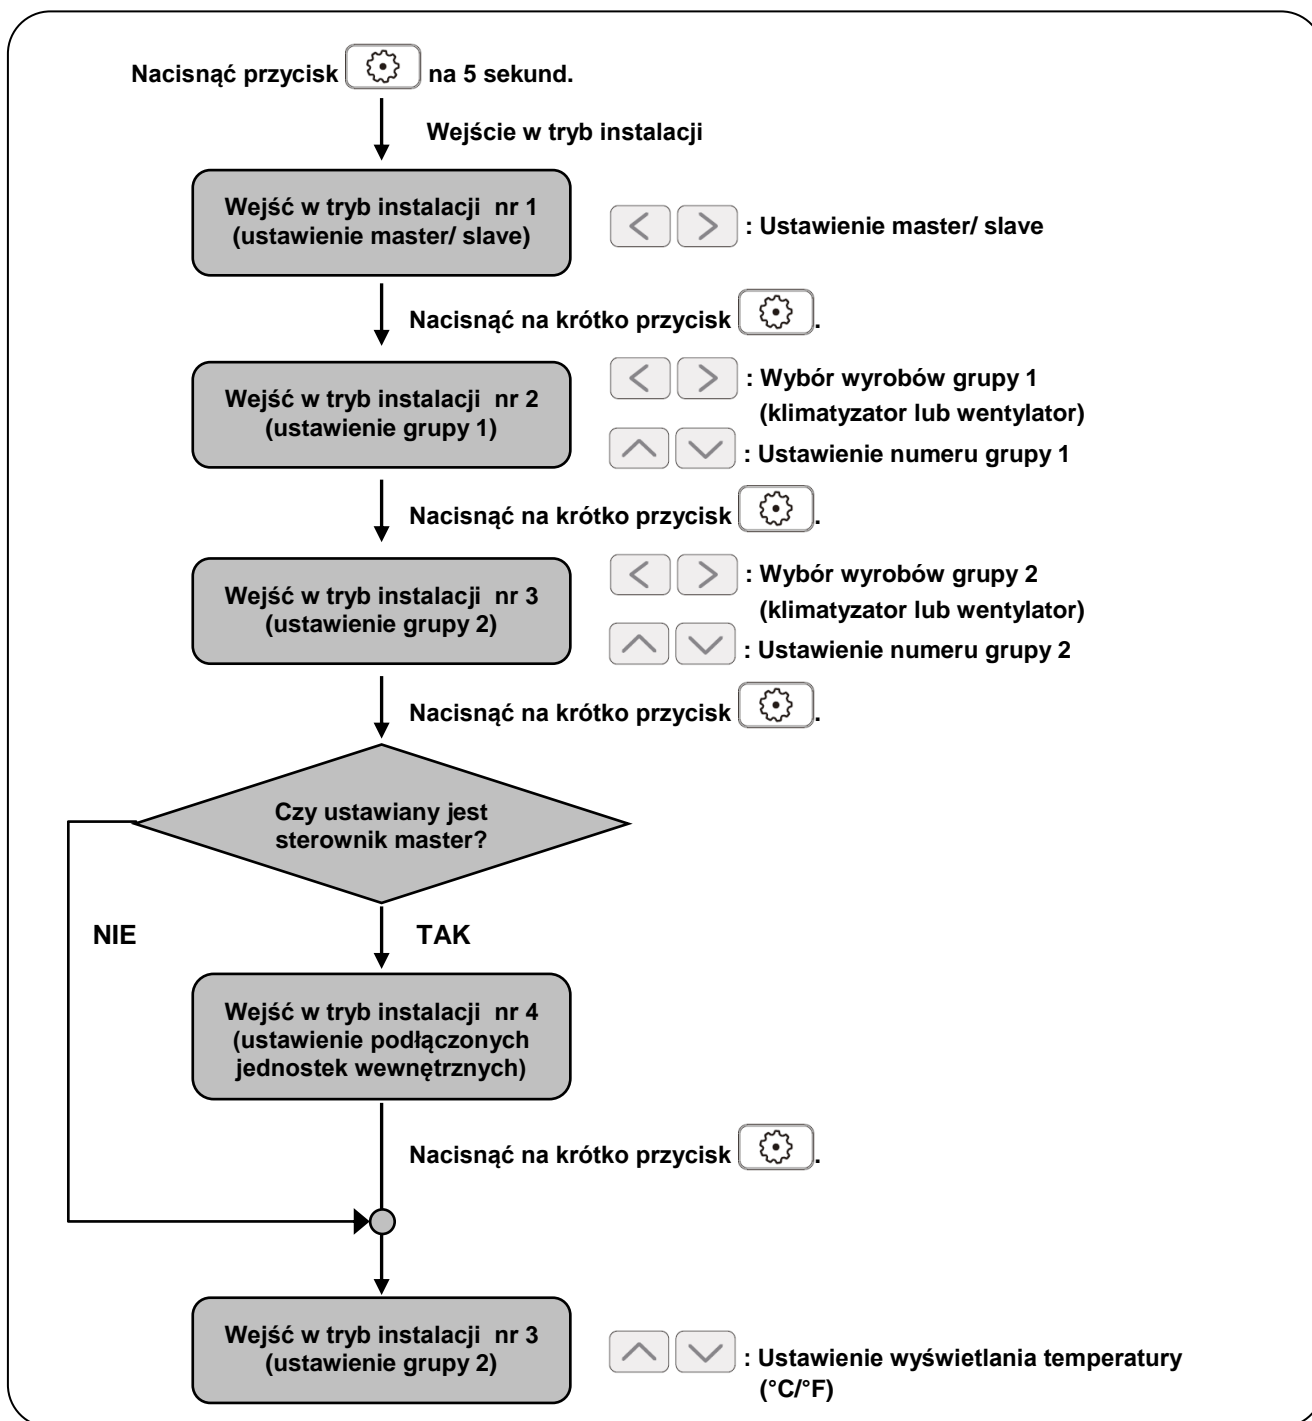 Nacisnąć przycisk na 5 sekund.
Wejście w tryb instalacji
Wejść w tryb instalacji nr 1
(ustawienie master/ slave)
: Ustawienie master/ slave
Nacisnąć na krótko przycisk .
Wejść w tryb instalacji nr 2
(ustawienie grupy 1)
: Wybór wyrobów grupy 1
(klimatyzator lub wentylator)
: Ustawienie numeru grupy 1
Nacisnąć na krótko przycisk .
Wejść w tryb instalacji nr 3
(ustawienie grupy 2)
: Wybór wyrobów grupy 2
(klimatyzator lub wentylator)
: Ustawienie numeru grupy 2
Nacisnąć na krótko przycisk .
Czy ustawiany jest
sterownik master?
NIE
TAK
Wejść w tryb instalacji nr 4
(ustawienie podłączonych
jednostek wewnętrznych)
Nacisnąć na krótko przycisk .
Wejść w tryb instalacji nr 3
(ustawienie grupy 2)
: Ustawienie wyświetlania temperatury
(°C/°F)